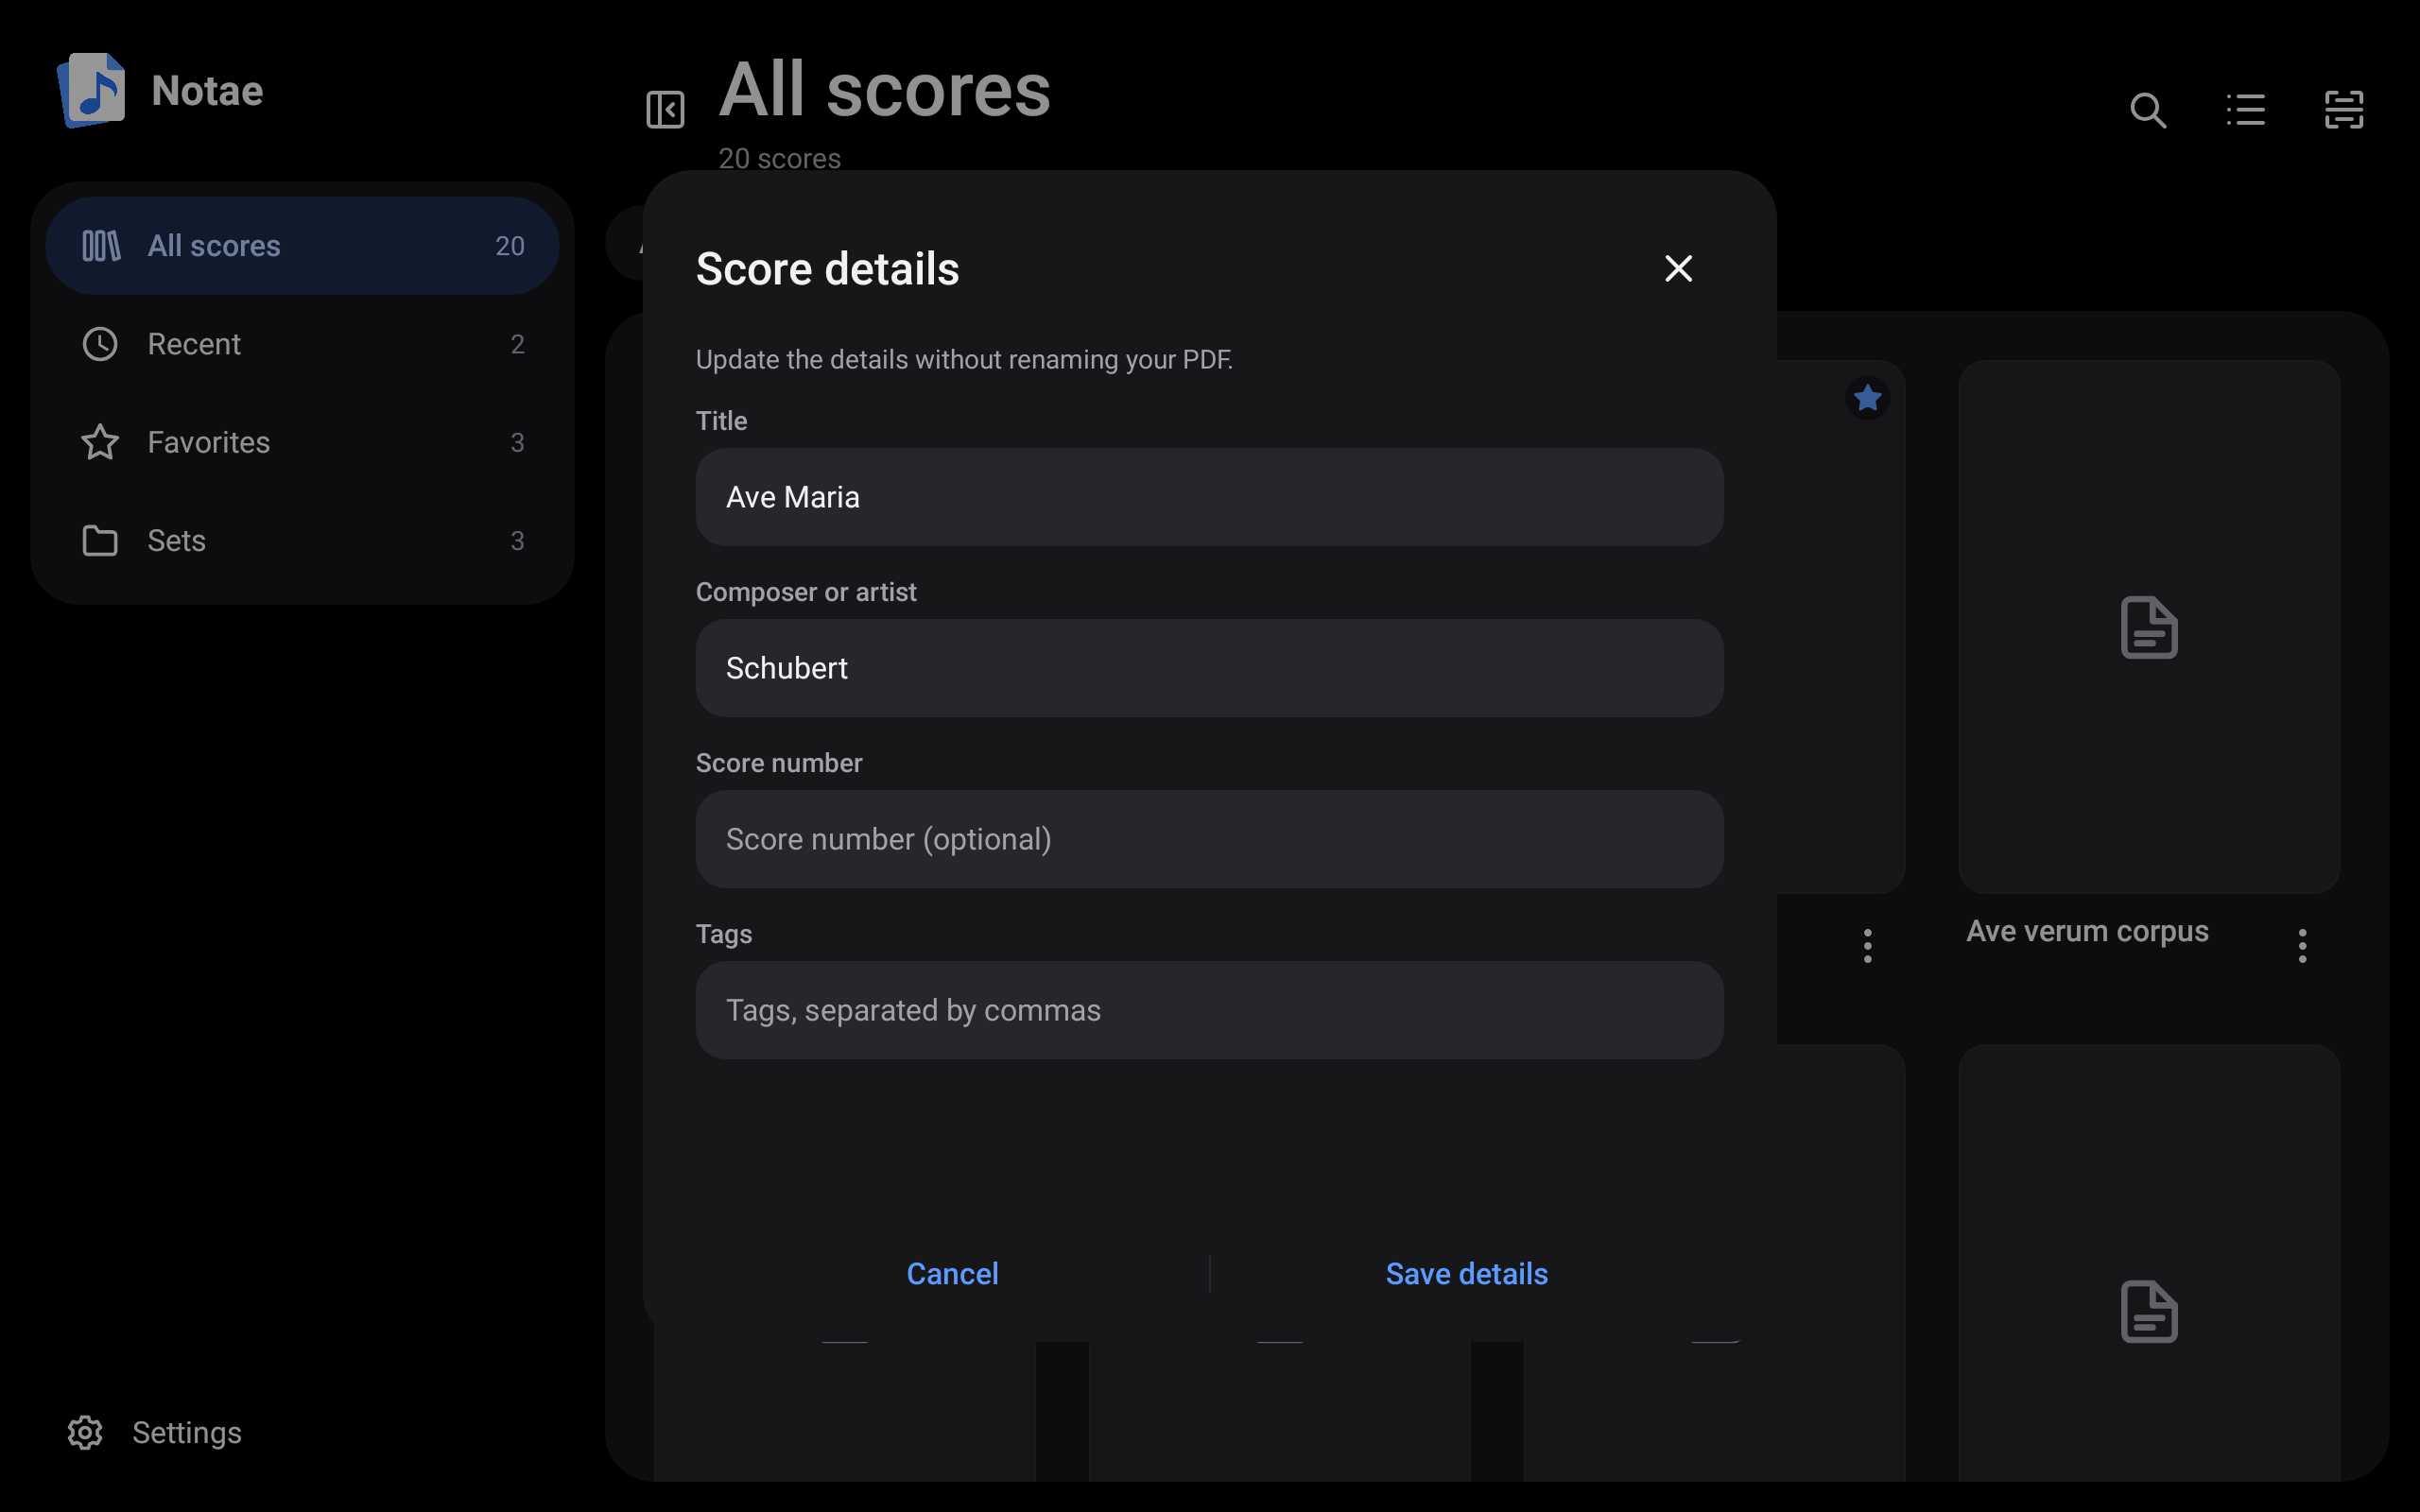 Notae
All scores
20 scores
All scores 20
Recent 2
Favorites 3
Sets 3
Settings
Score details
Update the details without renaming your PDF.
Title
Ave Maria
Composer or artist
Schubert
Score number
Score number (optional)
Tags
Tags, separated by commas
Cancel
Save details
Ave verum corpus